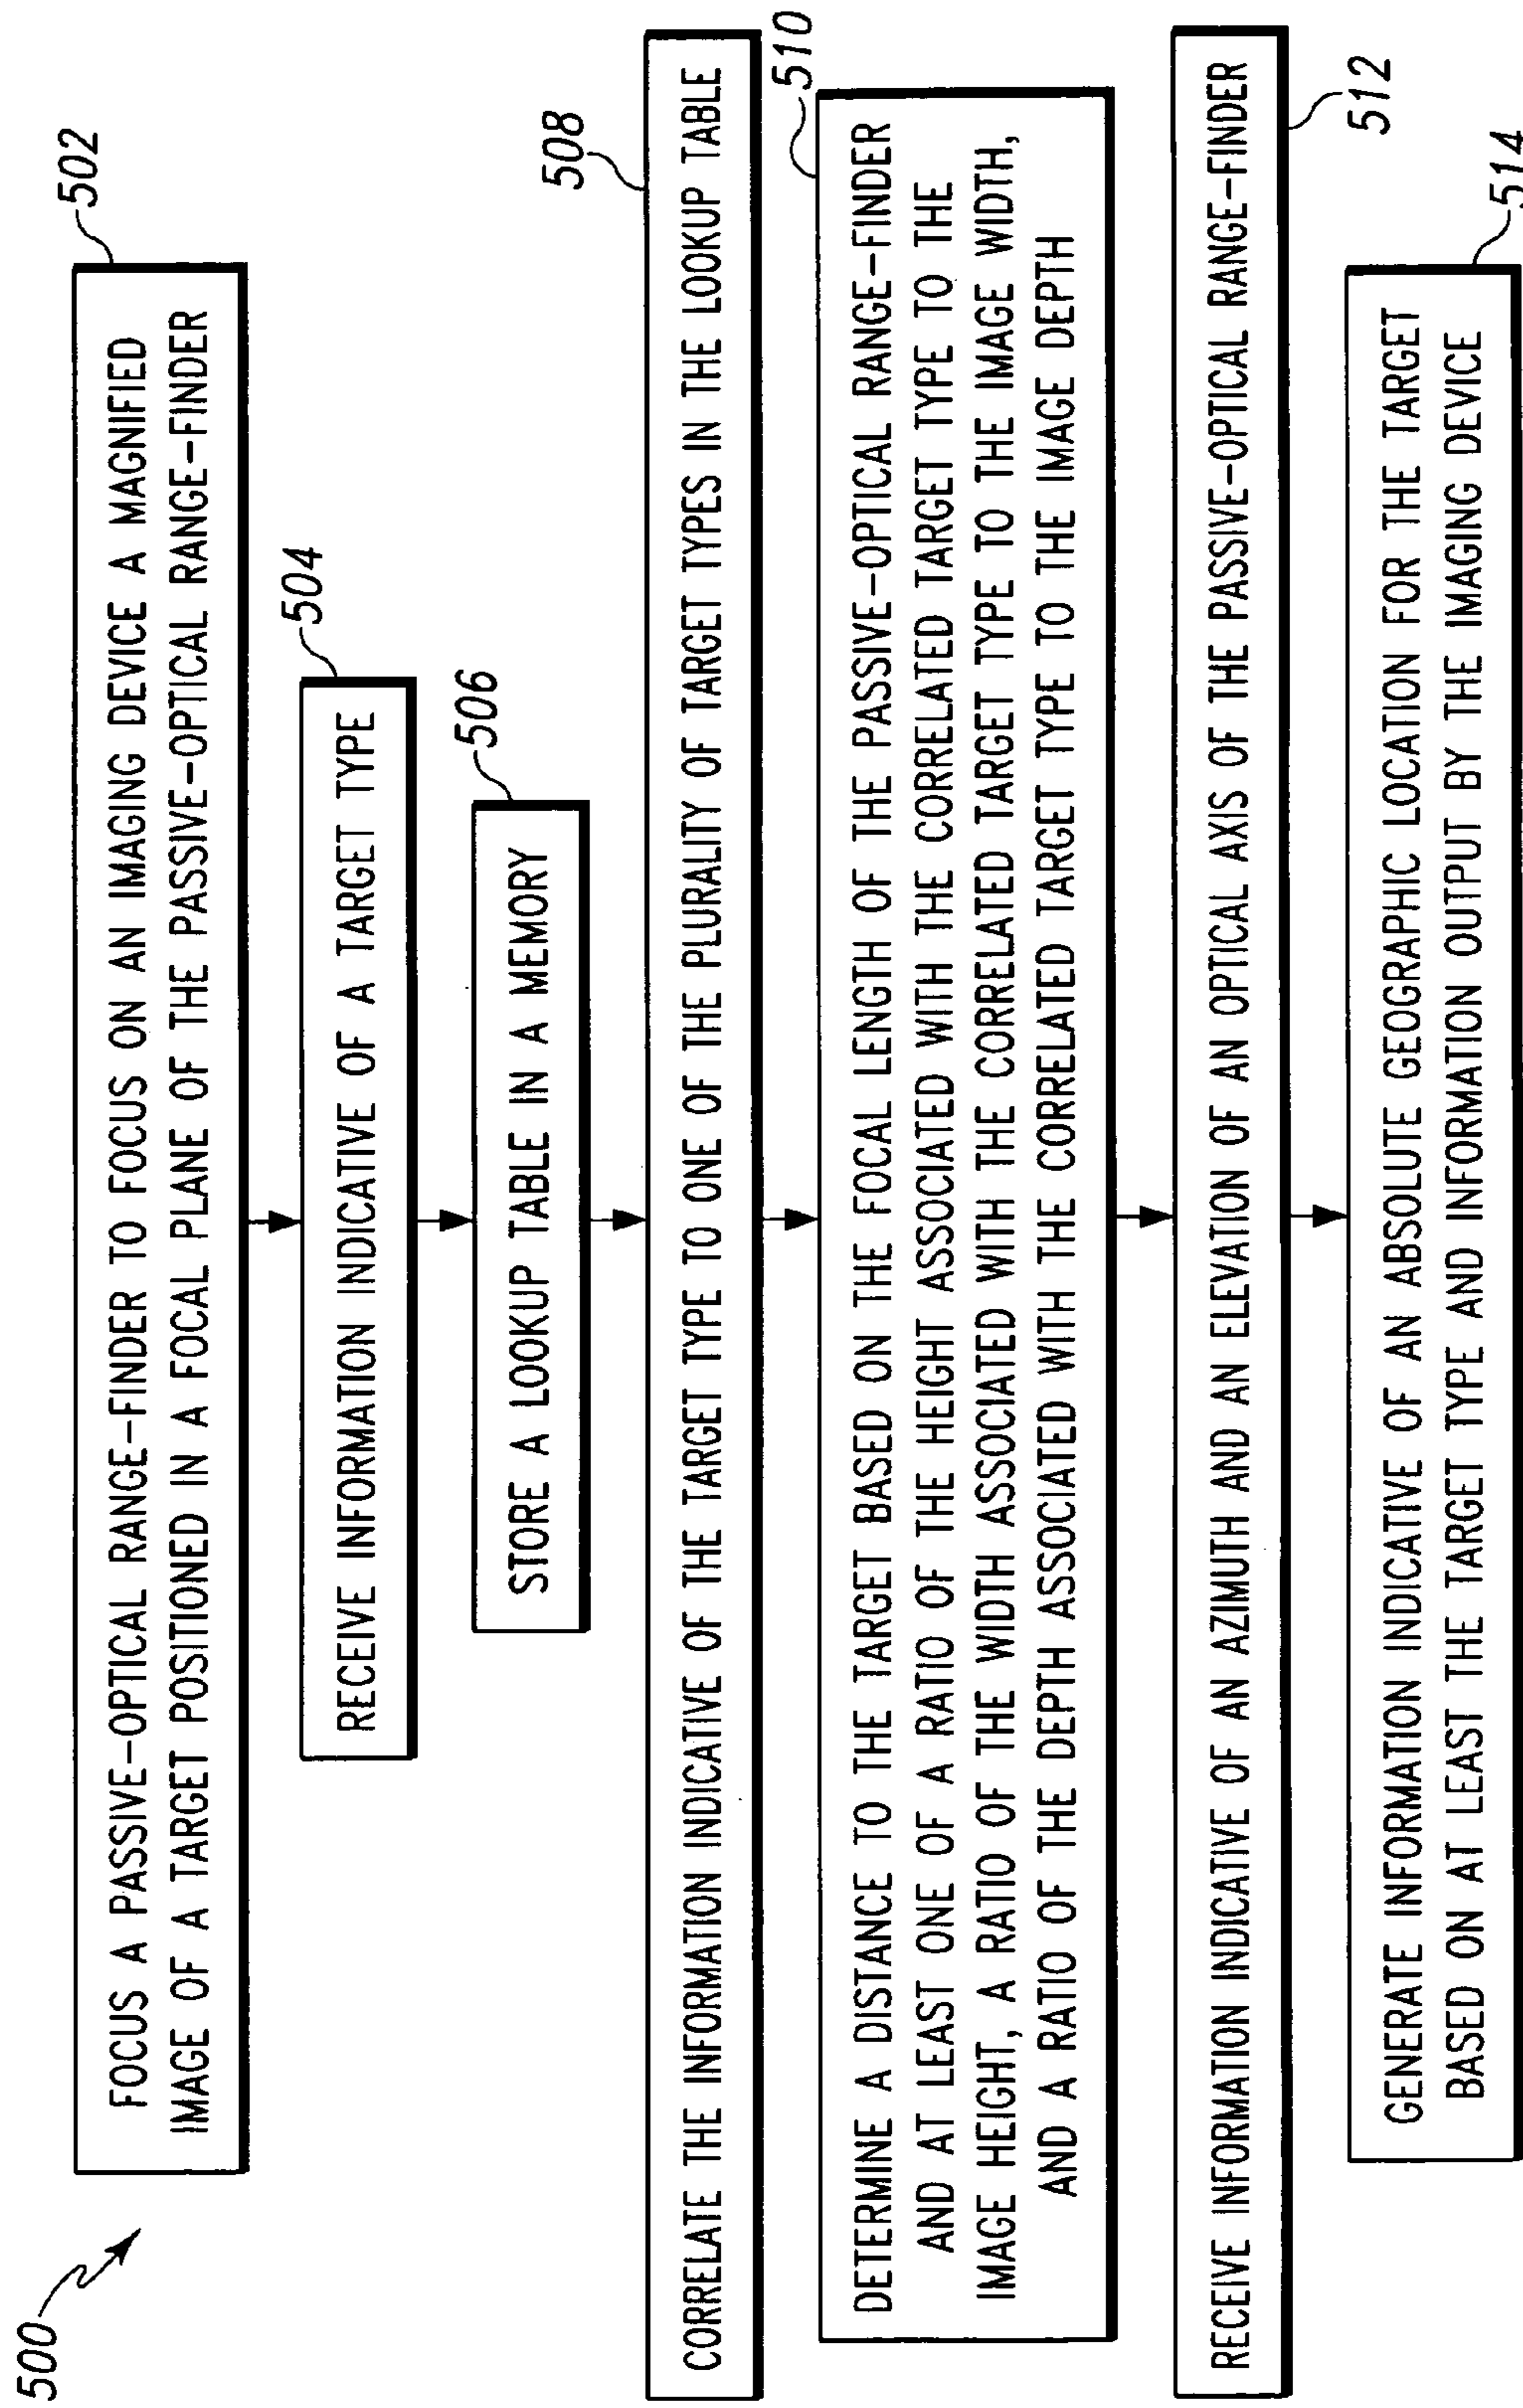 500
502
FOCUS A PASSIVE-OPTICAL RANGE-FINDER TO FOCUS ON AN IMAGING DEVICE A MAGNIFIED
IMAGE OF A TARGET POSITIONED IN A FOCAL PLANE OF THE PASSIVE-OPTICAL RANGE-FINDER
504
RECEIVE INFORMATION INDICATIVE OF A TARGET TYPE
506
STORE A LOOKUP TABLE IN A MEMORY
508
CORRELATE THE INFORMATION INDICATIVE OF THE TARGET TYPE TO ONE OF THE PLURALITY OF TARGET TYPES IN THE LOOKUP TABLE
510
DETERMINE A DISTANCE TO THE TARGET BASED ON THE FOCAL LENGTH OF THE PASSIVE-OPTICAL RANGE-FINDER
AND AT LEAST ONE OF A RATIO OF THE HEIGHT ASSOCIATED WITH THE CORRELATED TARGET TYPE TO THE
IMAGE HEIGHT, A RATIO OF THE WIDTH ASSOCIATED WITH THE CORRELATED TARGET TYPE TO THE IMAGE WIDTH,
AND A RATIO OF THE DEPTH ASSOCIATED WITH THE CORRELATED TARGET TYPE TO THE IMAGE DEPTH
RECEIVE INFORMATION INDICATIVE OF AN AZIMUTH AND AN ELEVATION OF AN OPTICAL AXIS OF THE PASSIVE-OPTICAL RANGE-FINDER
512
GENERATE INFORMATION INDICATIVE OF AN ABSOLUTE GEOGRAPHIC LOCATION FOR THE TARGET
BASED ON AT LEAST THE TARGET TYPE AND INFORMATION OUTPUT BY THE IMAGING DEVICE
514